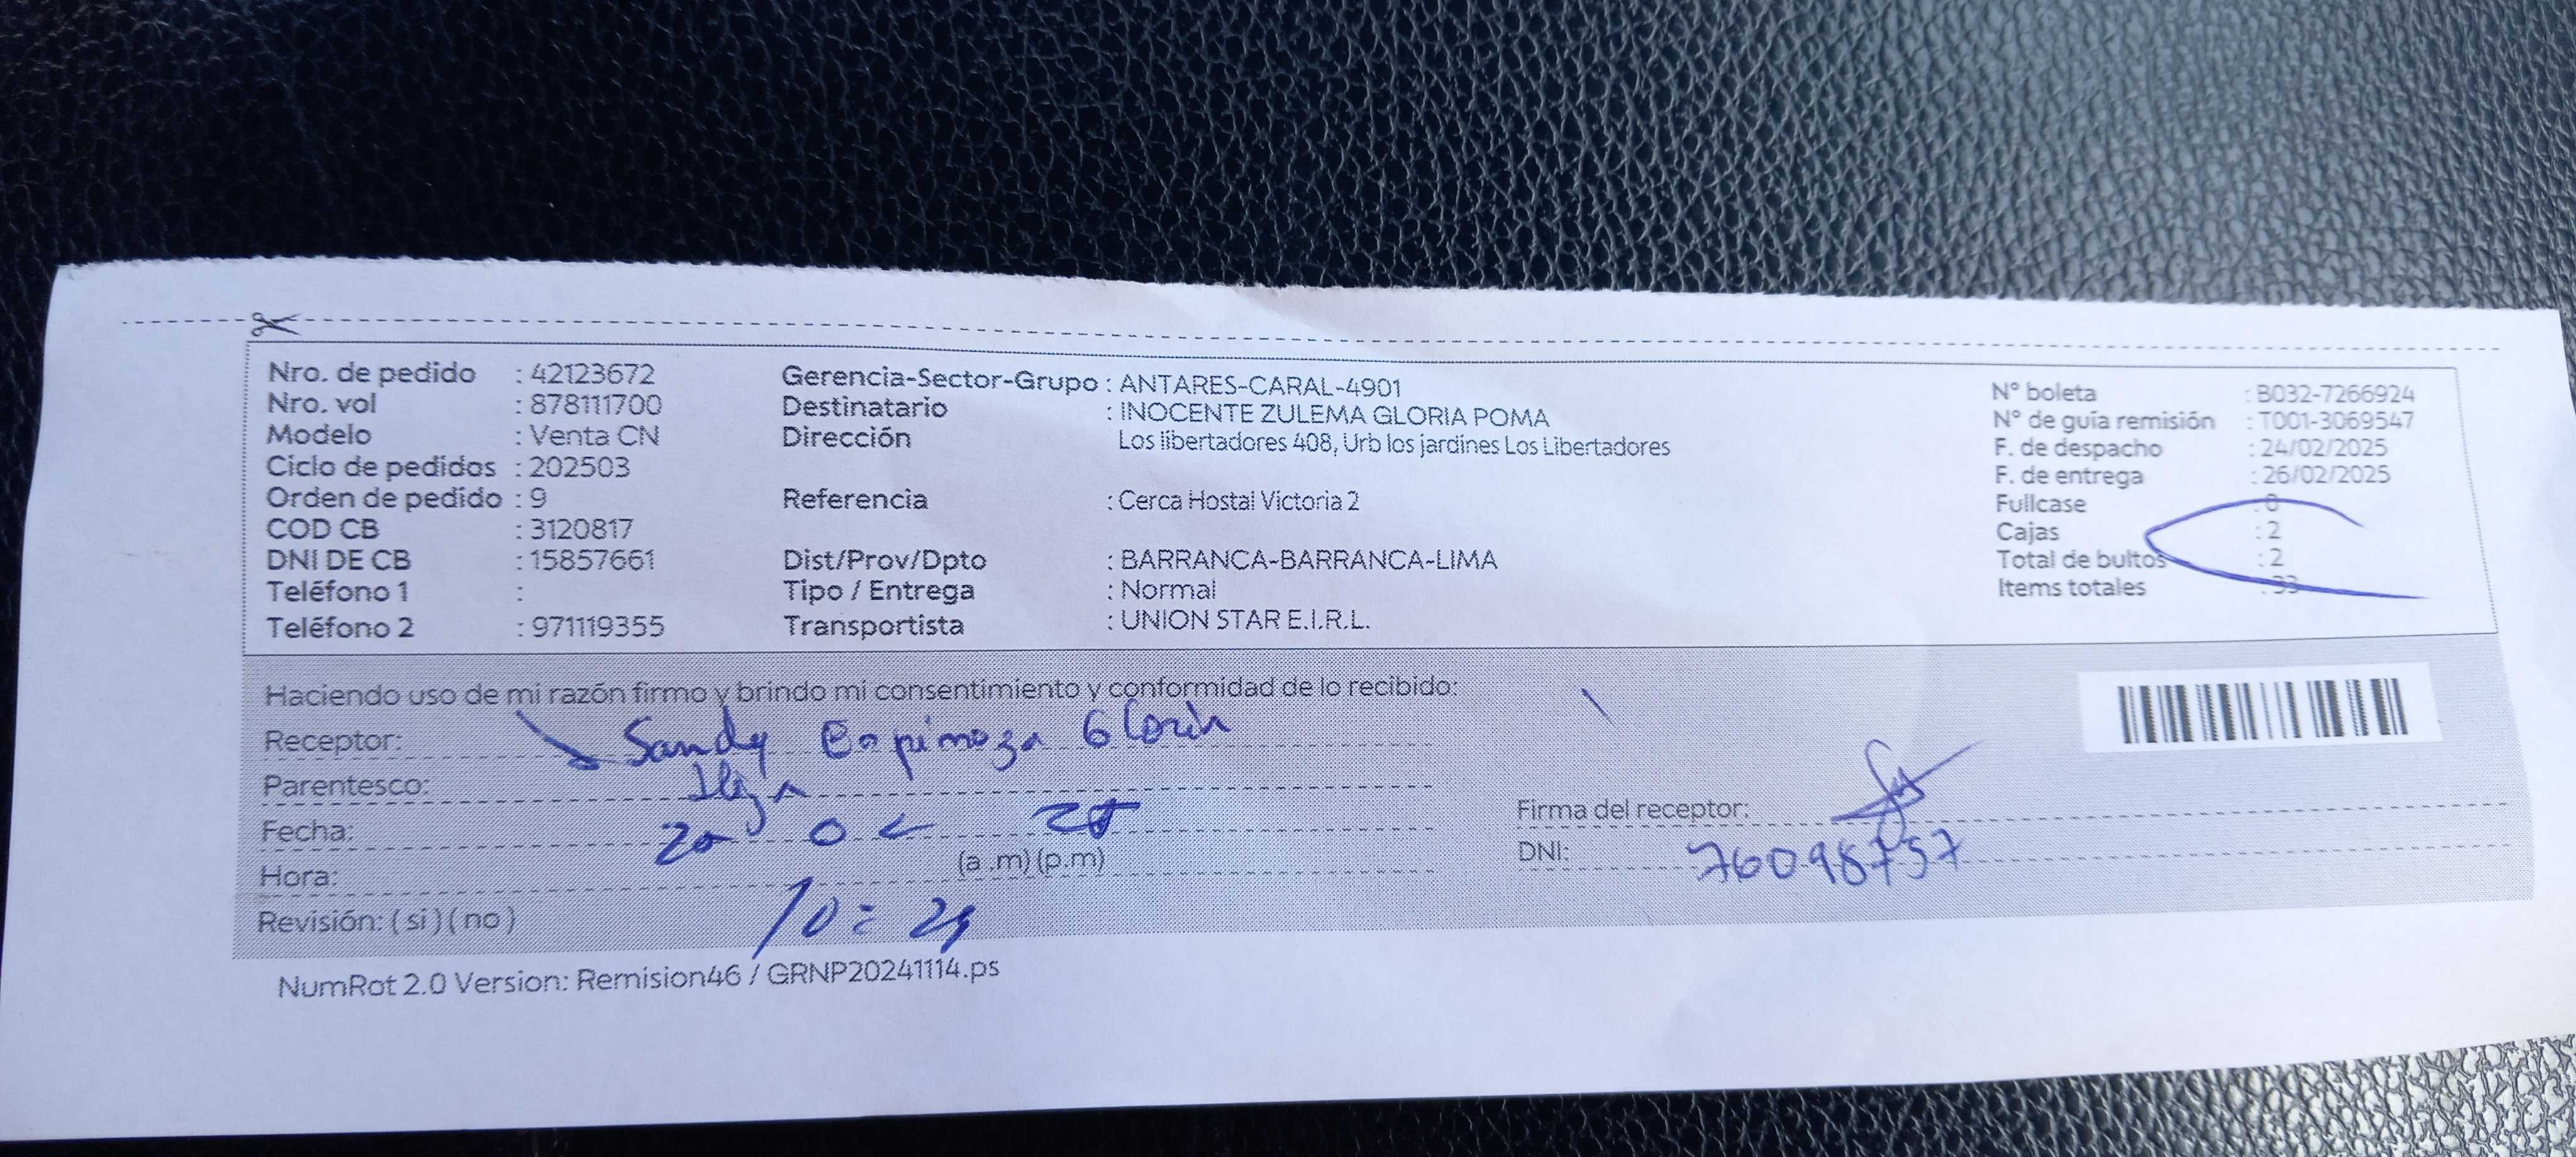 Nro. de pedido : 42123672
Nro. vol : 878111700
Modelo : Venta CN
Ciclo de pedidos : 202503
Orden de pedido : 9
COD CB : 3120817
DNI DE CB : 15857661
Teléfono 1 :
Teléfono 2 : 971119355
Gerencia-Sector-Grupo : ANTARES-CARAL-4901
Destinatario : INOCENTE ZULEMA GLORIA POMA
Dirección Los libertadores 408, Urb los jardines Los Libertadores
Referencia : Cerca Hostal Victoria 2
Dist/Prov/Dpto : BARRANCA-BARRANCA-LIMA
Tipo / Entrega : Normal
Transportista : UNION STAR E.I.R.L.
N° boleta : B032-7266924
N° de guía remisión : T001-3069547
F. de despacho : 24/02/2025
F. de entrega : 26/02/2025
Fullcase : 0
Cajas : 2
Total de bultos : 2
Items totales : 33
Haciendo uso de mi razón firmo y brindo mi consentimiento y conformidad de lo recibido:
Receptor: Sandy Espinoza Gloria
Parentesco: Hija
Fecha:
Hora: (a .m) (p.m)
10:
Revisión: ( si ) ( no )
Firma del receptor:
DNI: 76098757
NumRot 2.0 Version: Remision46 / GRNP20241114.ps